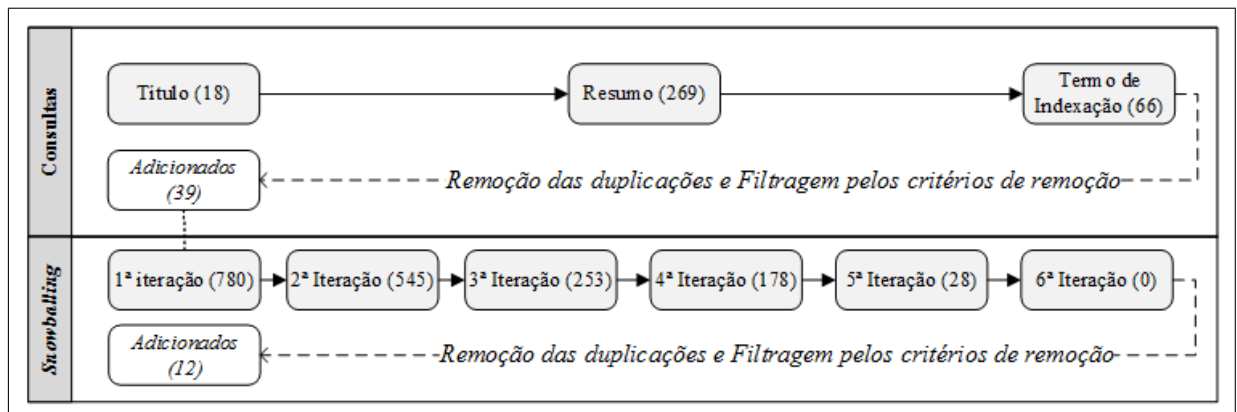 Consultas
Título (18)
Resumo (269)
Termo de
Indexação (66)
Adicionados
(39)
Remoção das duplicações e Filtragem pelos critérios de remoção
Snowballing
1ª iteração (780)
2ª Iteração (545)
3ª Iteração (253)
4ª Iteração (178)
5ª Iteração (28)
6ª Iteração (0)
Adicionados
(12)
Remoção das duplicações e Filtragem pelos critérios de remoção